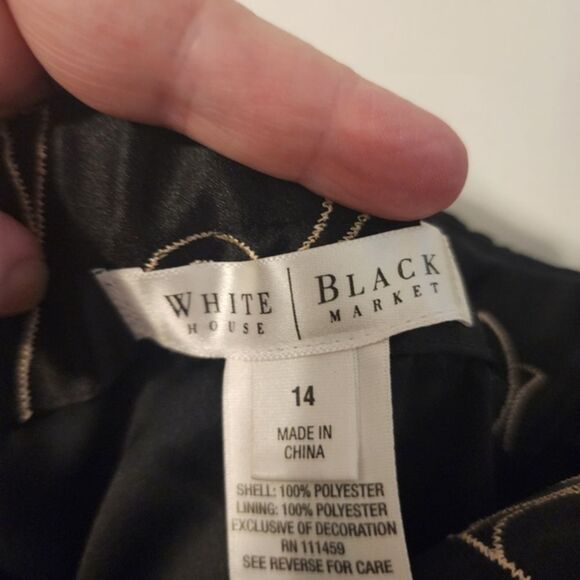 WHITE | BLACK
HOUSE MARKET
14
MADE IN
CHINA
SHELL: 100% POLYESTER
LINING: 100% POLYESTER
EXCLUSIVE OF DECORATION
RN 111459
SEE REVERSE FOR CARE